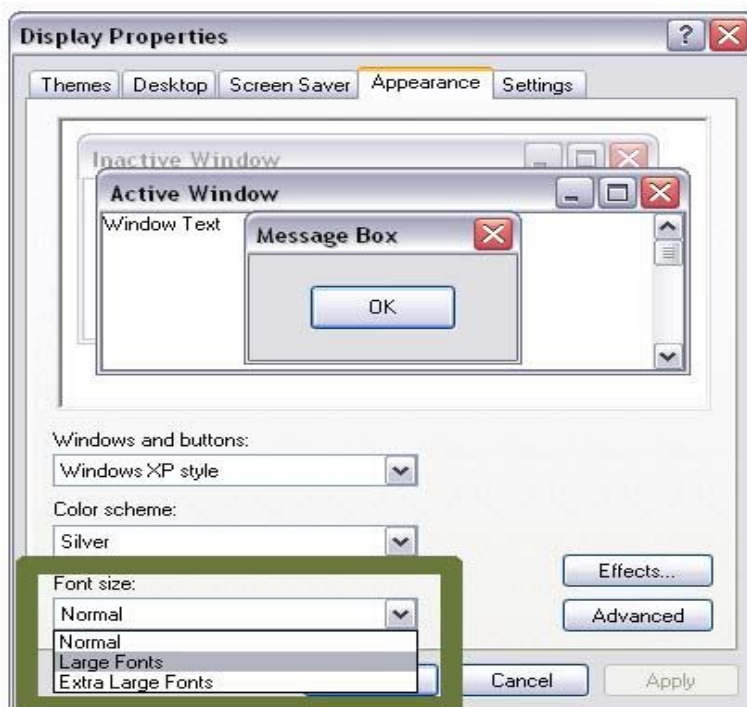 Display Properties
Themes Desktop Screen Saver Appearance Settings
Inactive Window
Active Window
Window Text
Message Box
OK
Windows and buttons:
Windows XP style
Color scheme:
Silver
Font size:
Normal
Normal
Large Fonts
Extra Large Fonts
Effects...
Advanced
Cancel
Apply